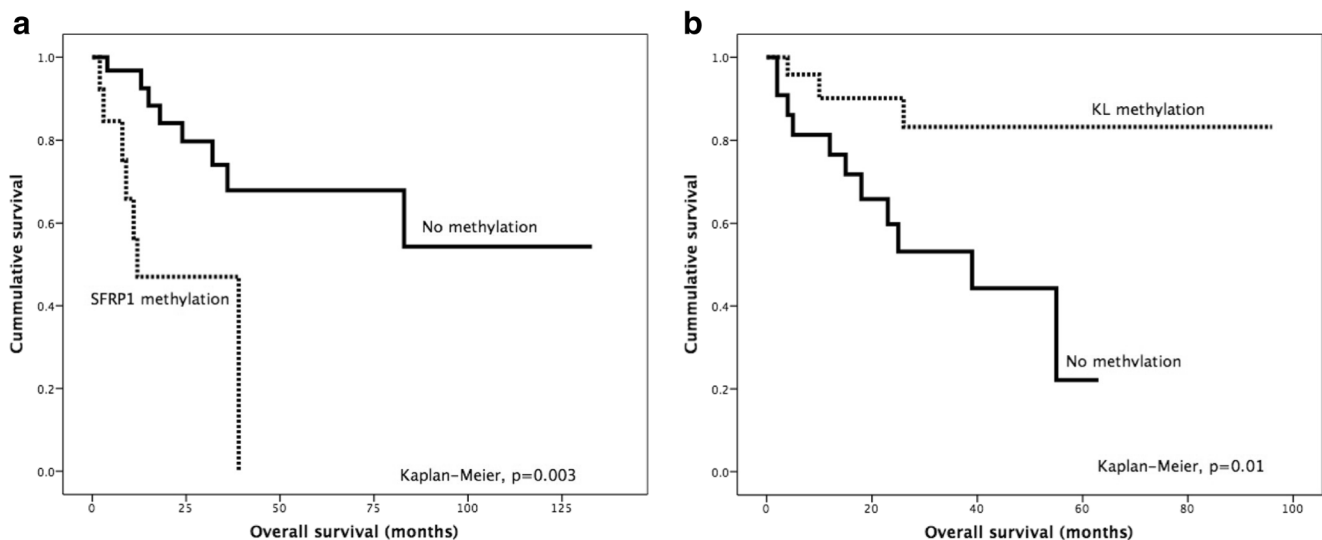 a
1.0
0.8
0.6
0.4
0.2
0.0
Cummulative survival
No methylation
SFRP1 methylation
Kaplan-Meier, p=0.003
0 25 50 75 100 125
Overall survival (months)
b
1.0
0.8
0.6
0.4
0.2
0.0
Cummulative survival
KL methylation
No methvlation
Kaplan-Meier, p=0.01
0 20 40 60 80 100
Overall survival (months)